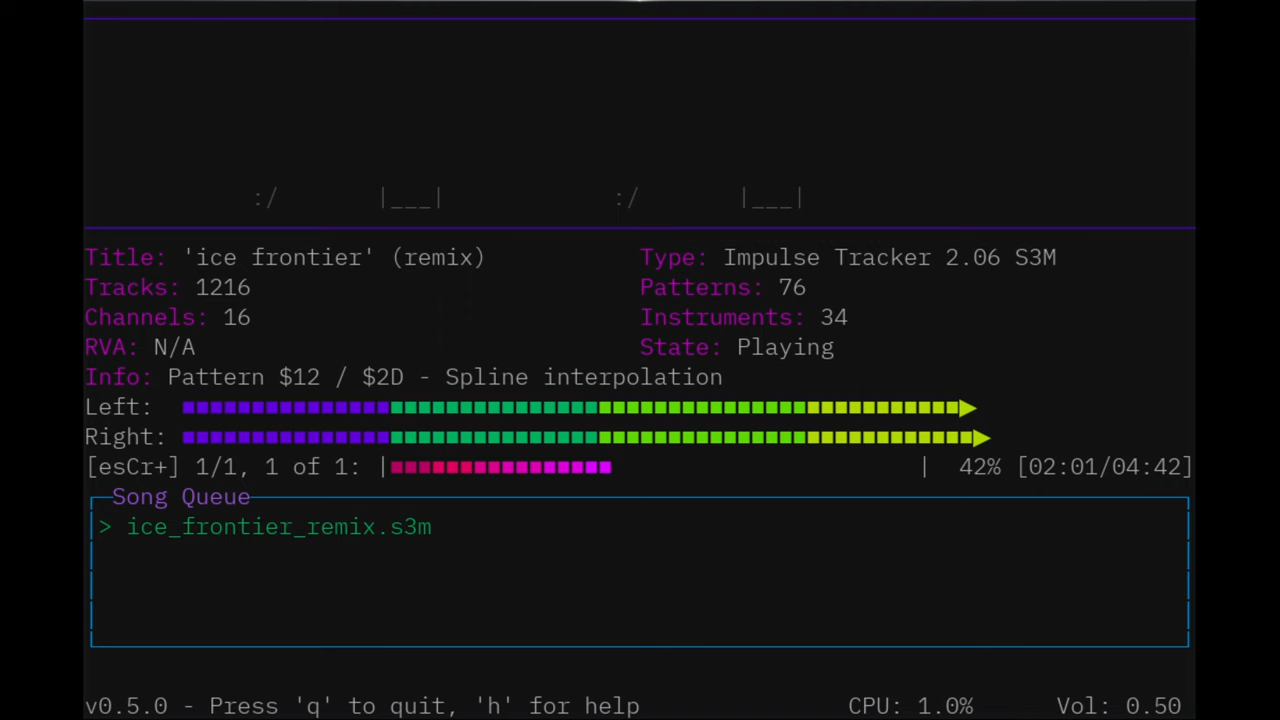 :/ |___| :/ |___|
Title: 'ice frontier' (remix) Type: Impulse Tracker 2.06 S3M
Tracks: 1216 Patterns: 76
Channels: 16 Instruments: 34
RVA: N/A State: Playing
Info: Pattern $12 / $2D - Spline interpolation
Left:
Right:
[esCr+] 1/1, 1 of 1: | | 42% [02:01/04:42]
Song Queue
> ice_frontier_remix.s3m
v0.5.0 - Press 'q' to quit, 'h' for help CPU: 1.0% Vol: 0.50